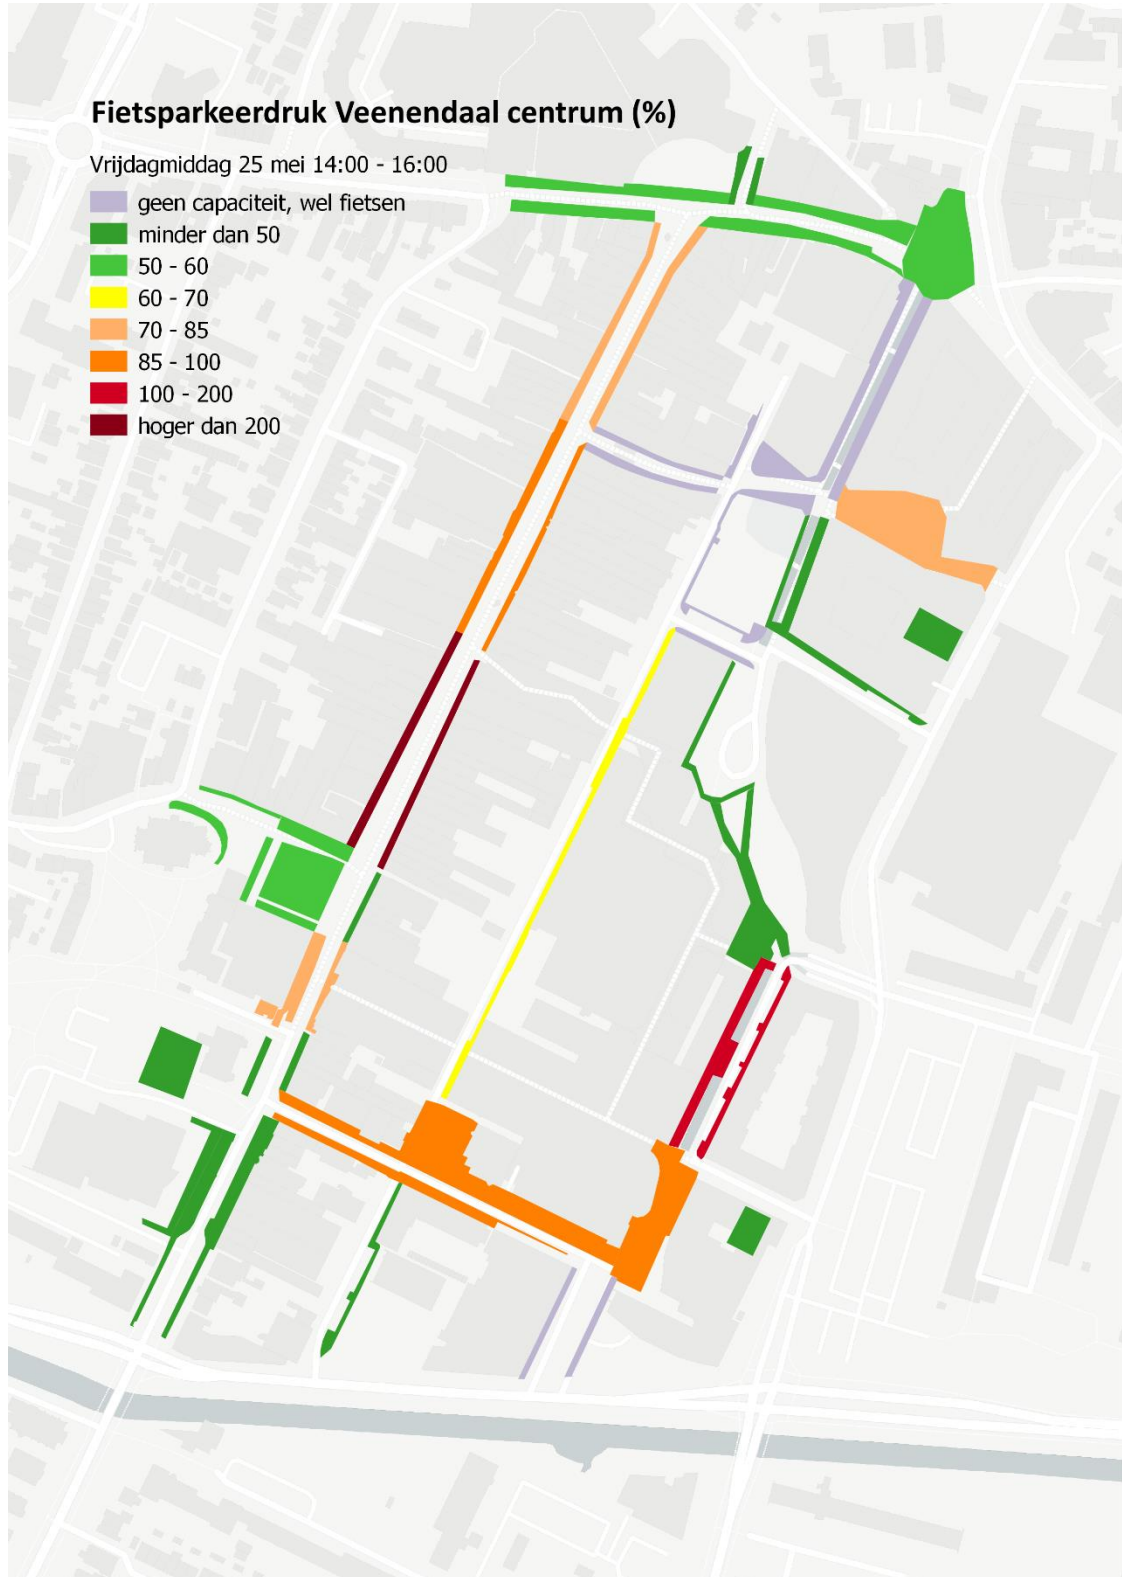 Fietsparkeerdruk Veenendaal centrum (%)
Vrijdagmiddag 25 mei 14:00 - 16:00
geen capaciteit, wel fietsen
minder dan 50
50 - 60
60 - 70
70 - 85
85 - 100
100 - 200
hoger dan 200